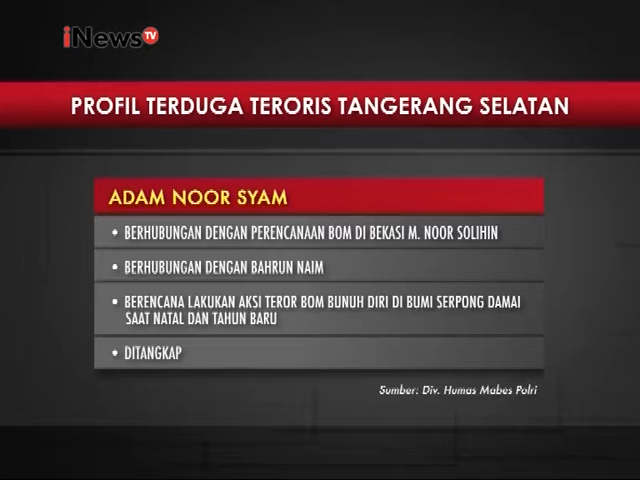 iNews TV
PROFIL TERDUGA TERORIS TANGERANG SELATAN
ADAM NOOR SYAM
• BERHUBUNGAN DENGAN PERENCANAAN BOM DI BEKASI M. NOOR SOLIHIN
• BERHUBUNGAN DENGAN BAHRUN NAIM
• BERENCANA LAKUKAN AKSI TEROR BOM BUNUH DIRI DI BUMI SERPONG DAMAI
SAAT NATAL DAN TAHUN BARU
• DITANGKAP
Sumber: Div. Humas Mabes Polri